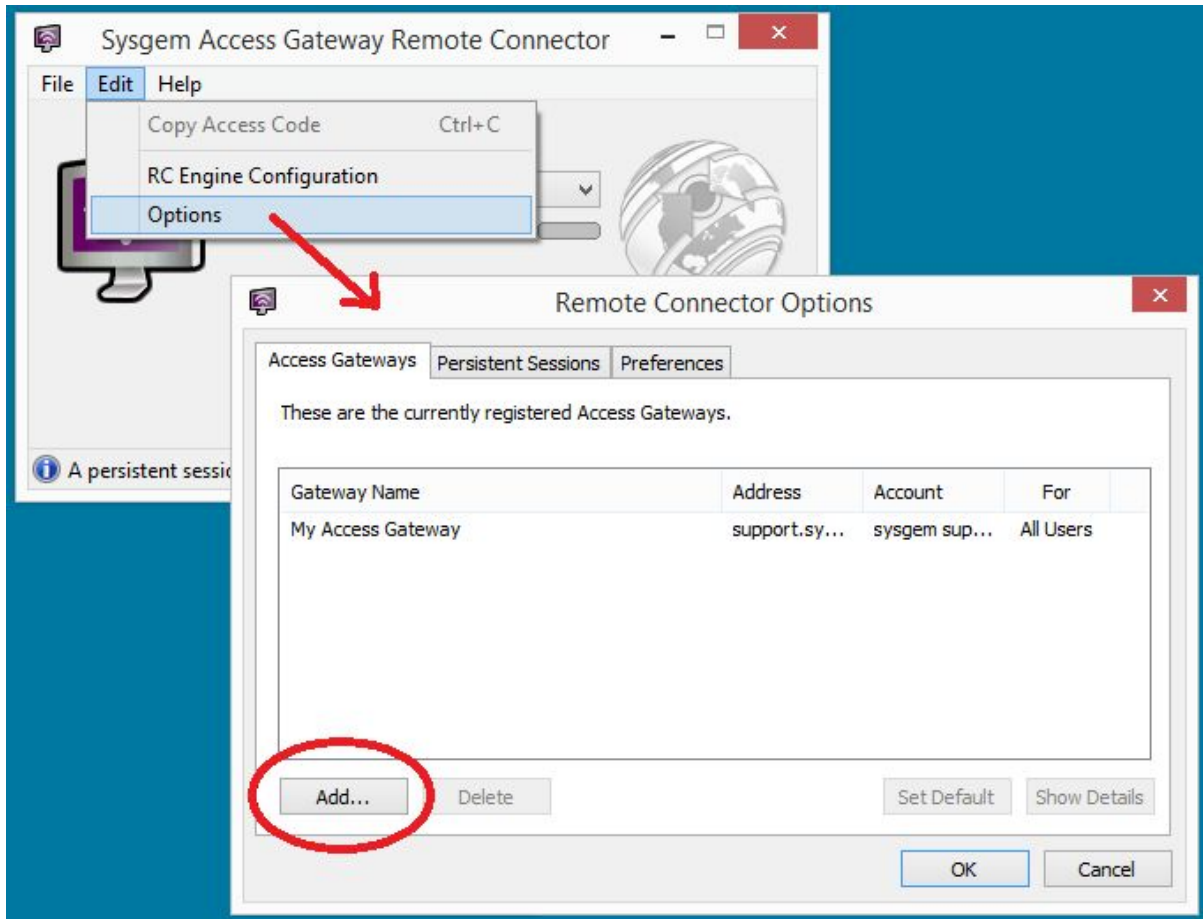 Sysgem Access Gateway Remote Connector
File Edit Help
Copy Access Code Ctrl+C
RC Engine Configuration
Options
Remote Connector Options
Access Gateways Persistent Sessions Preferences
These are the currently registered Access Gateways.
A persistent
Gateway Name Address Account For
My Access Gateway support.sy... sysgem sup... All Users
Add... Delete Set Default Show Details
OK Cancel